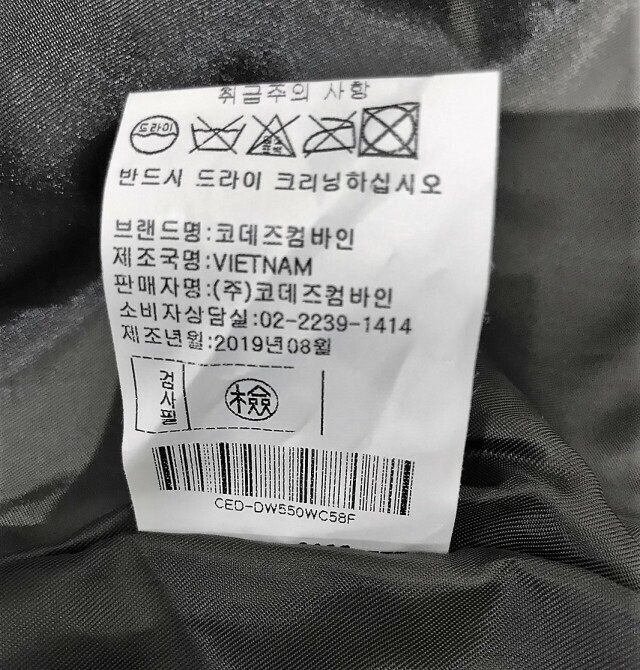 취급주의 사항
드라이
반드시 드라이 크리닝하십시오
브랜드명:코데즈컴바인
제조국명:VIETNAM
판매자명:(주)코데즈컴바인
소비자상담실:02-2239-1414
제조년월:2019년08월
검사필
檢
CED-DW550WC58F